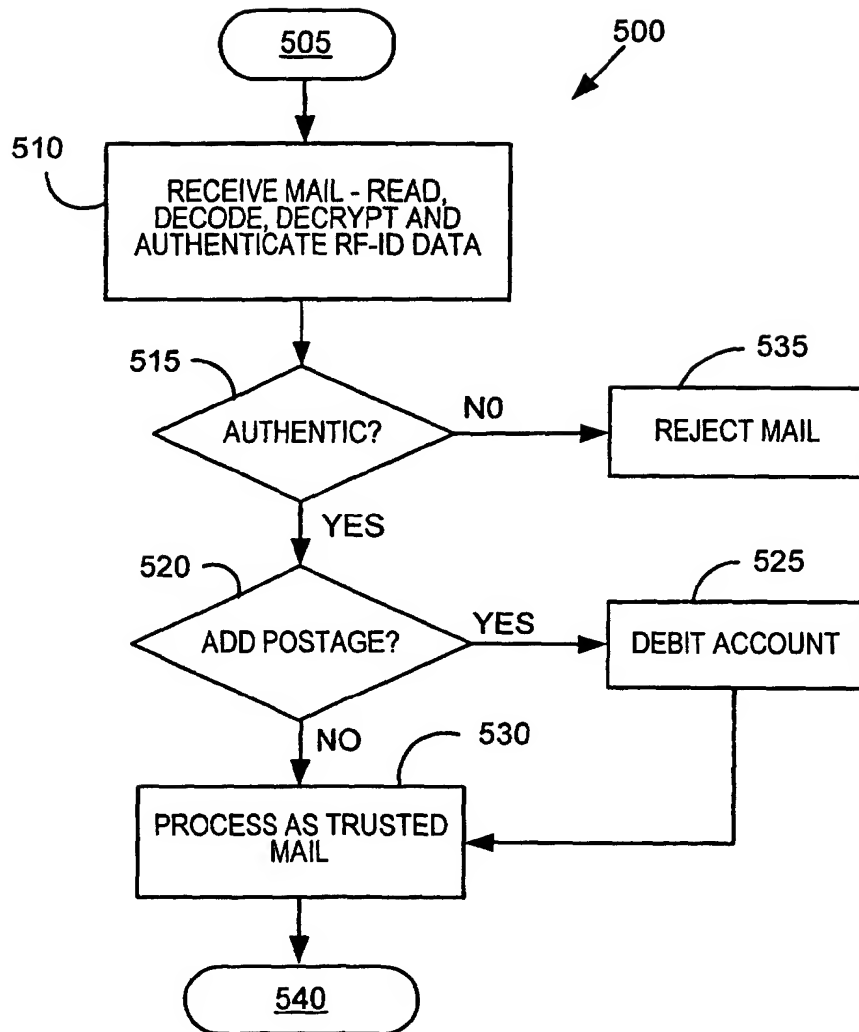 505
500
510
RECEIVE MAIL - READ,
DECODE, DECRYPT AND
AUTHENTICATE RF-ID DATA
515
AUTHENTIC?
N0
535
REJECT MAIL
YES
520
ADD POSTAGE?
YES
525
DEBIT ACCOUNT
NO
530
PROCESS AS TRUSTED
MAIL
540